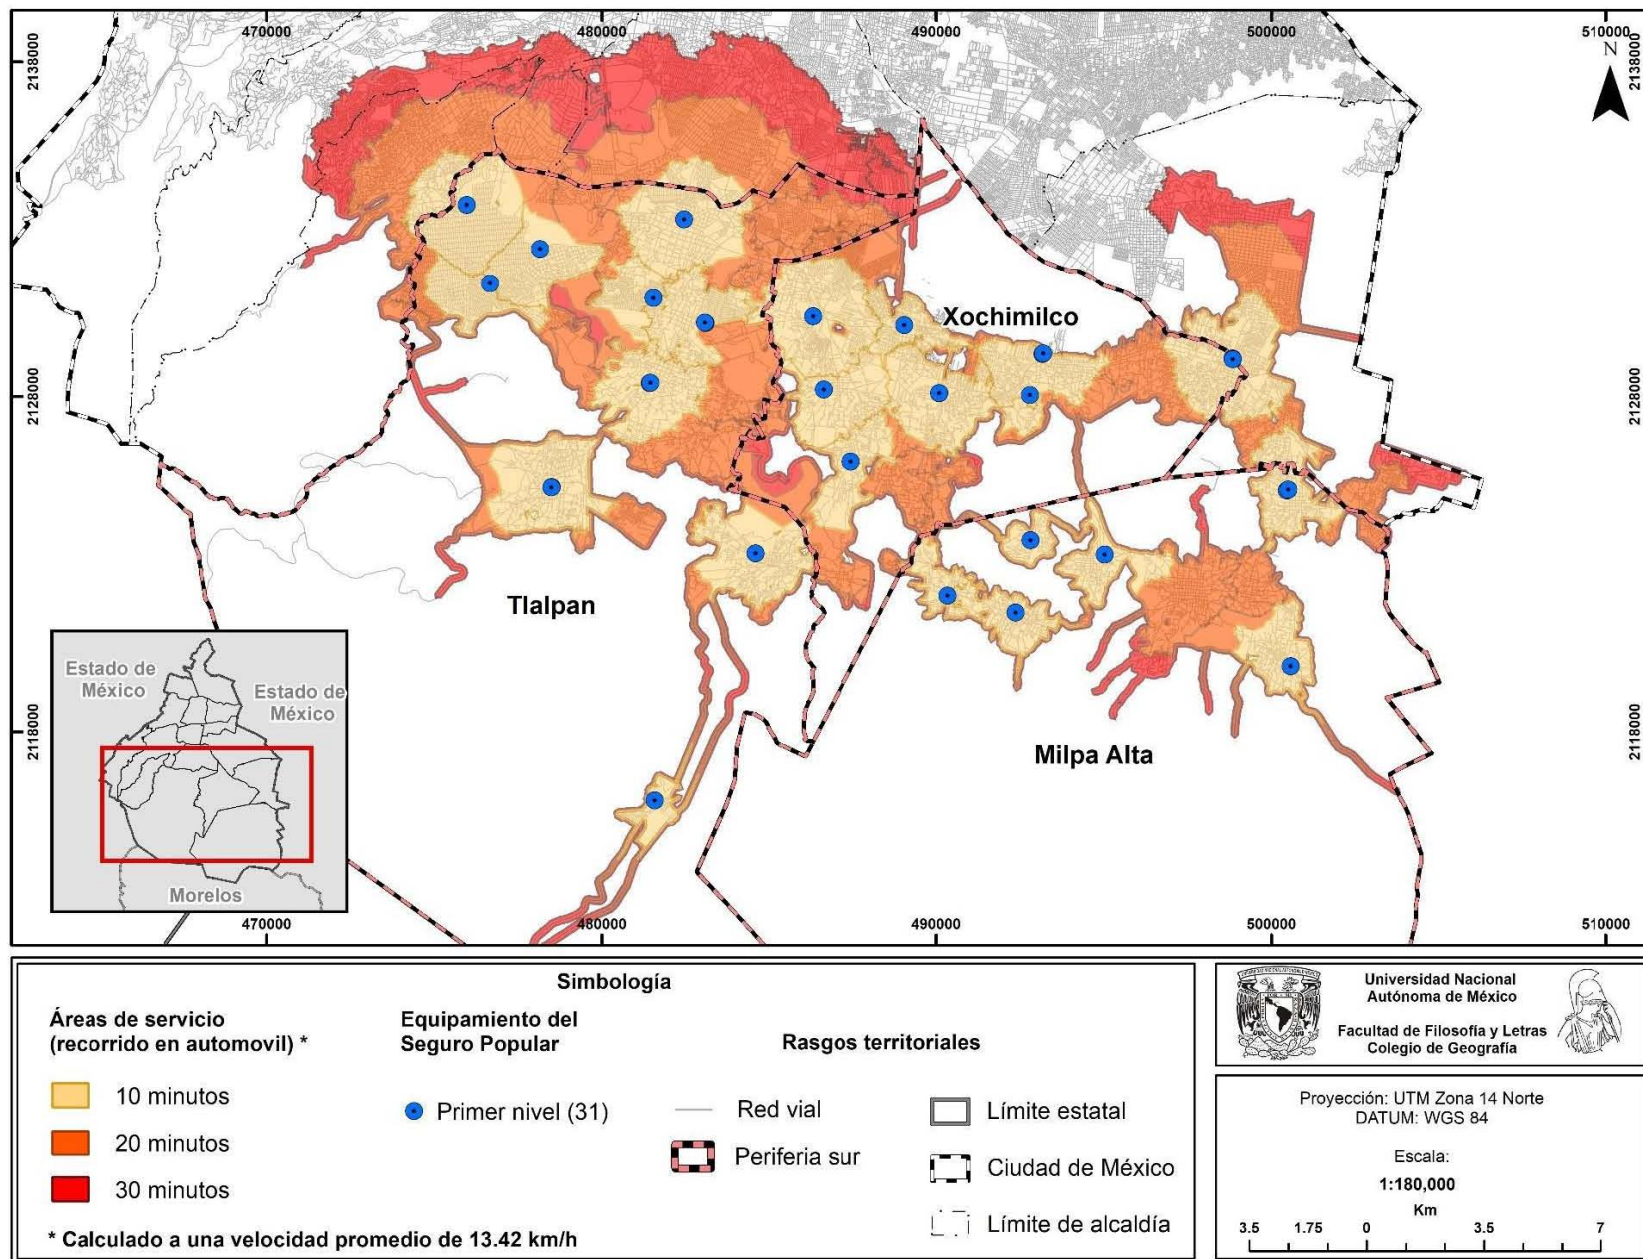 470000
480000
490000
500000
510000
N
2138000
2138000
Xochimilco
2128000
2128000
Tlalpan
Milpa Alta
2118000
2118000
Estado de
México
Estado de
México
Morelos
470000
480000
490000
500000
510000
Simbología
Áreas de servicio
(recorrido en automovil) *
10 minutos
20 minutos
30 minutos
* Calculado a una velocidad promedio de 13.42 km/h
Equipamiento del
Seguro Popular
Primer nivel (31)
Rasgos territoriales
Red vial
Periferia sur
Límite estatal
Ciudad de México
Límite de alcaldía
Universidad Nacional
Autónoma de México
Facultad de Filosofía y Letras
Colegio de Geografía
Proyección: UTM Zona 14 Norte
DATUM: WGS 84
Escala:
1:180,000
Km
3.5 1.75 0 3.5 7